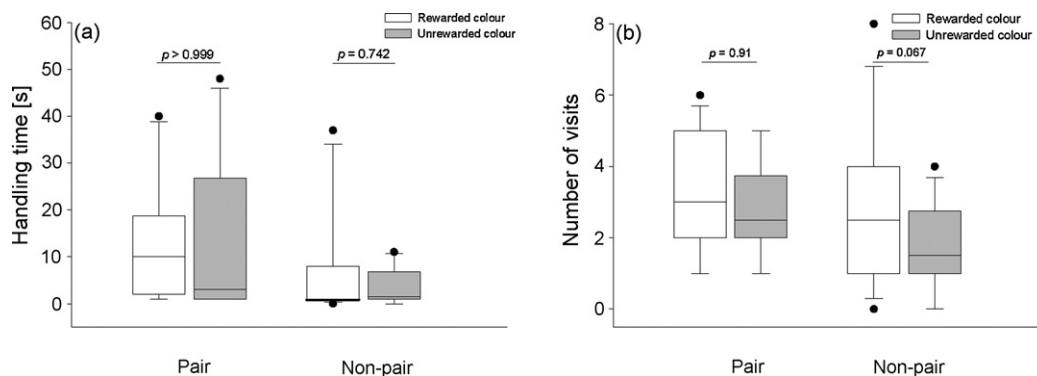 (a)
Rewarded colour
Unrewarded colour
p > 0.999
p = 0.742
Handling time [s]
60
50
40
30
20
10
0
Pair
Non-pair
(b)
Rewarded colour
Unrewarded colour
p = 0.91
p = 0.067
Number of visits
8
6
4
2
0
Pair
Non-pair